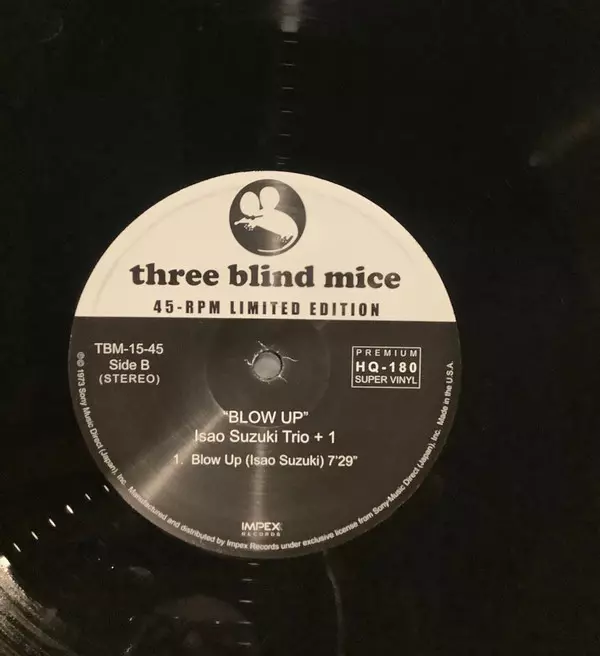 three blind mice
45-RPM LIMITED EDITION
TBM-15-45
Side B
(STEREO)
PREMIUM
HQ-180
SUPER VINYL
"BLOW UP"
Isao Suzuki Trio + 1
1. Blow Up (Isao Suzuki) 7'29"
IMPEX
RECORDS
℗© 1973 Sony Music Direct (Japan), Inc. Manufactured and distributed by Impex Records under exclusive license from Sony Music Direct (Japan), Inc. Made in the U.S.A.